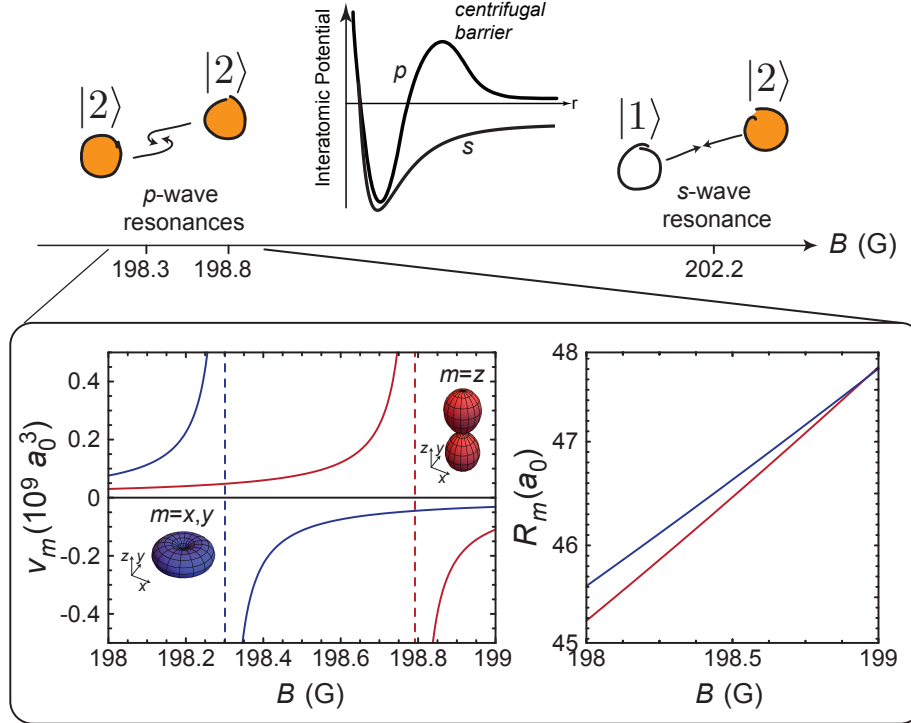 centrifugal
barrier
Interatomic Potential
p
s
r
|2⟩
|2⟩
p-wave
resonances
|1⟩
|2⟩
s-wave
resonance
198.3
198.8
202.2
B (G)
v_m (10^9 a_0^3)
0.4
0.2
0
-0.2
-0.4
m=z
z
y
x
m=x,y
z
y
x
198
198.2
198.4
198.6
198.8
199
B (G)
R_m (a_0)
48
47
46
45
198
198.5
199
B (G)